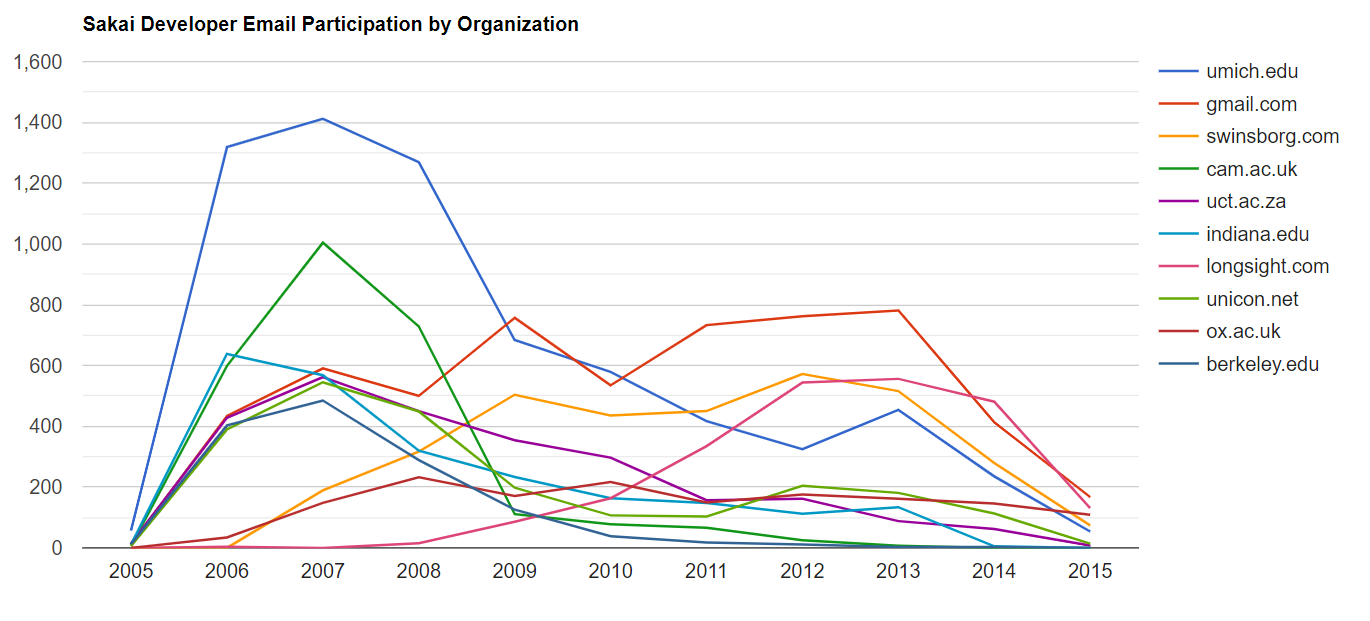 Sakai Developer Email Participation by Organization
1,600
1,400
1,200
1,000
800
600
400
200
0
2005 2006 2007 2008 2009 2010 2011 2012 2013 2014 2015
umich.edu
gmail.com
swinsborg.com
cam.ac.uk
uct.ac.za
indiana.edu
longsight.com
unicon.net
ox.ac.uk
berkeley.edu